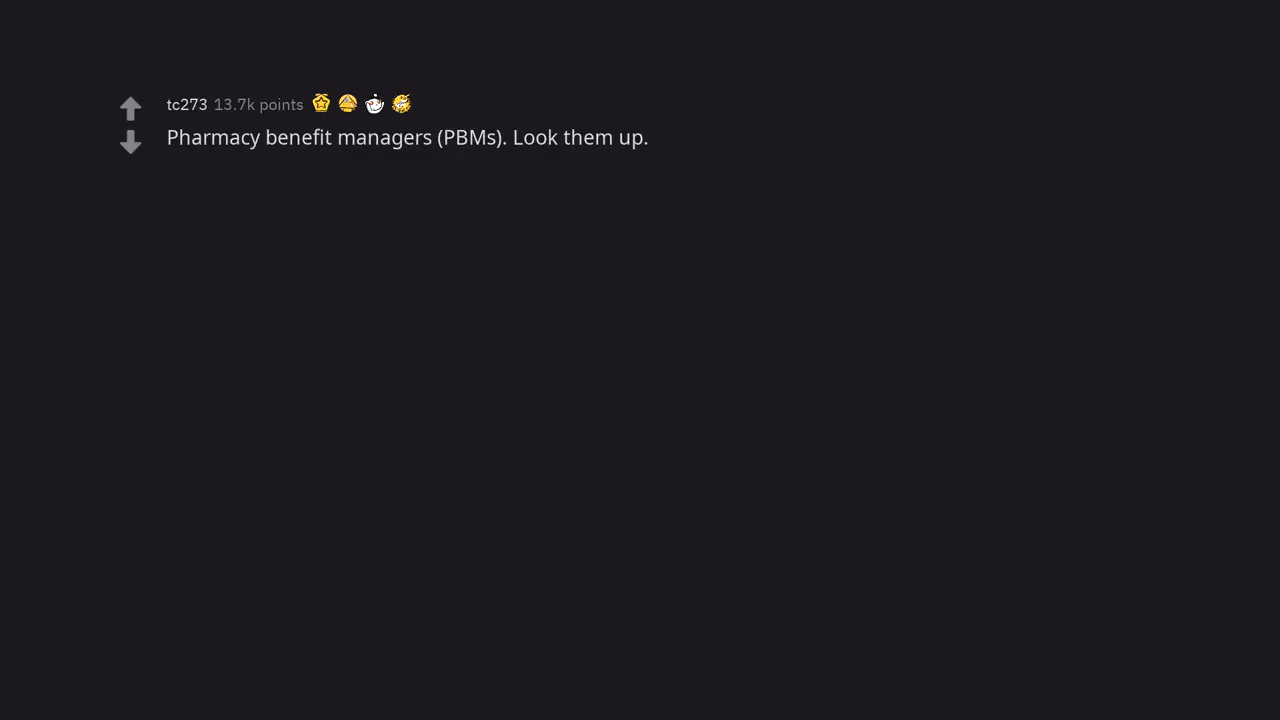 tc273 13.7k points
Pharmacy benefit managers (PBMs). Look them up.